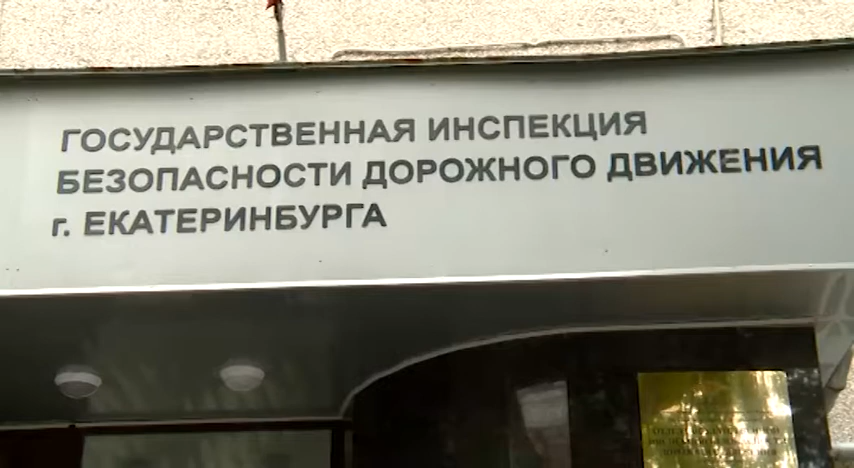 ГОСУДАРСТВЕННАЯ ИНСПЕКЦИЯ
БЕЗОПАСНОСТИ ДОРОЖНОГО ДВИЖЕНИЯ
г. ЕКАТЕРИНБУРГА